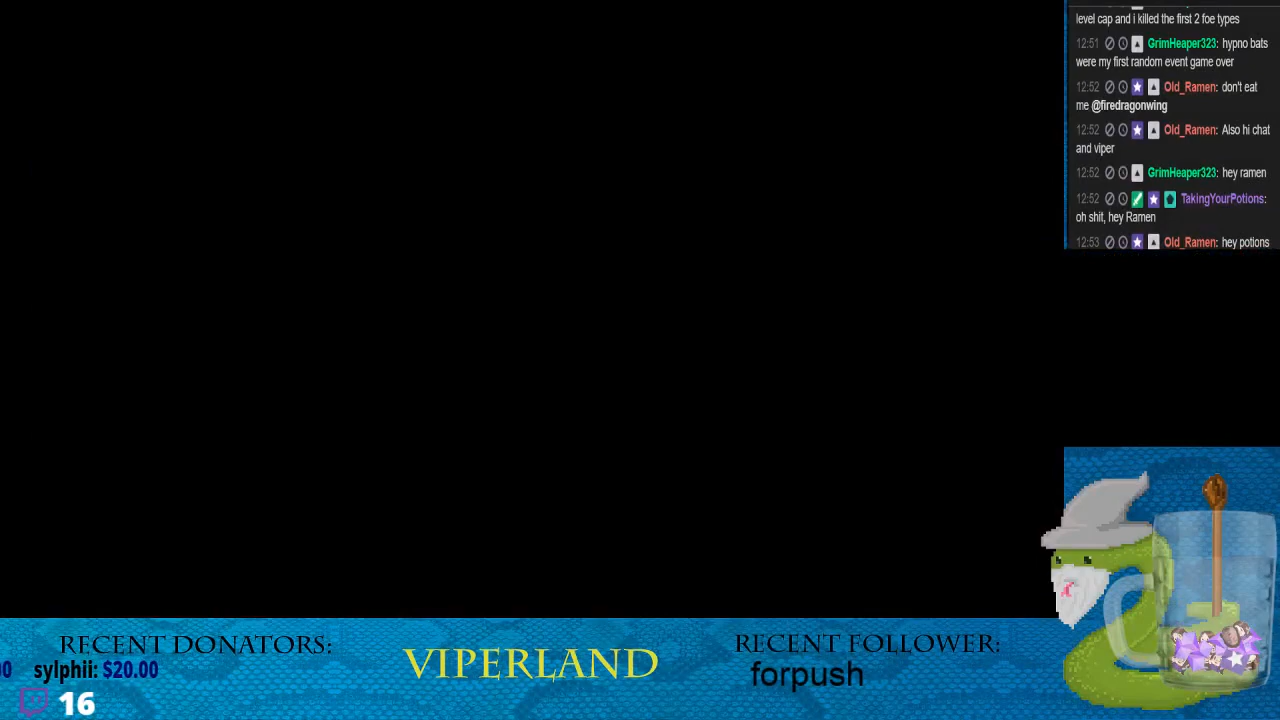 level cap and i killed the first 2 foe types
12:51 GrimHeaper323: hypno bats
were my first random event game over
12:52 Old_Ramen: don't eat
me @firedragonwing
12:52 Old_Ramen: Also hi chat
and viper
12:52 GrimHeaper323: hey ramen
12:52 TakingYourPotions:
oh shit, hey Ramen
12:53 Old_Ramen: hey potions
RECENT DONATORS:
00 sylphii: $20.00
16
VIPERLAND
RECENT FOLLOWER:
forpush